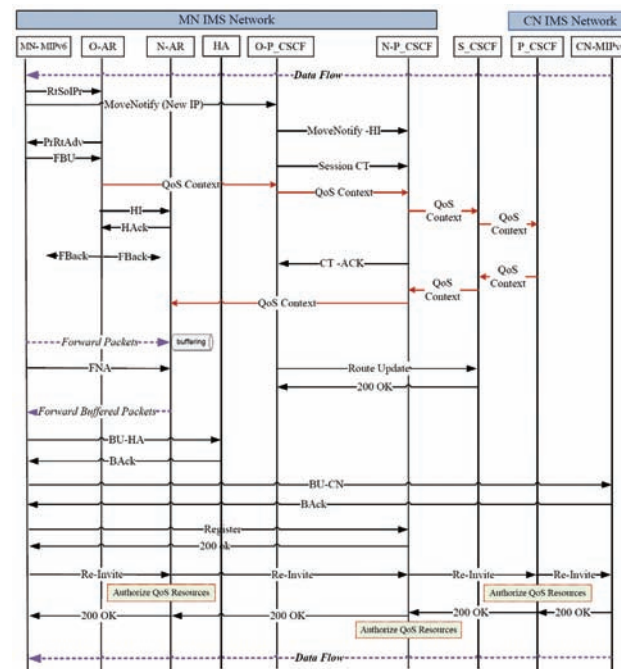 MN IMS Network
CN IMS Network
MN- MIPv6
O-AR
N-AR
HA
O-P_CSCF
N-P_CSCF
S_CSCF
P_CSCF
CN-MIPv
Data Flow
RtSolPr
MoveNotify (New IP)
MoveNotify -HI
PrRtAdv
FBU
Session CT
QoS Context
QoS Context
QoS
Context
QoS
Context
HI
HAck
FBack
FBack
CT -ACK
QoS
Context
QoS
Context
QoS Context
Forward Packets
buffering
FNA
Route Update
200 OK
Forward Buffered Packets
BU-HA
BAck
BU-CN
BAck
Register
200 ok
Re-Invite
Re-Invite
Re-Invite
Re-Invite
Authorize QoS Resources
Authorize QoS Resources
200 OK
200 OK
200 OK
200 OK
Authorize QoS Resources
Data Flow